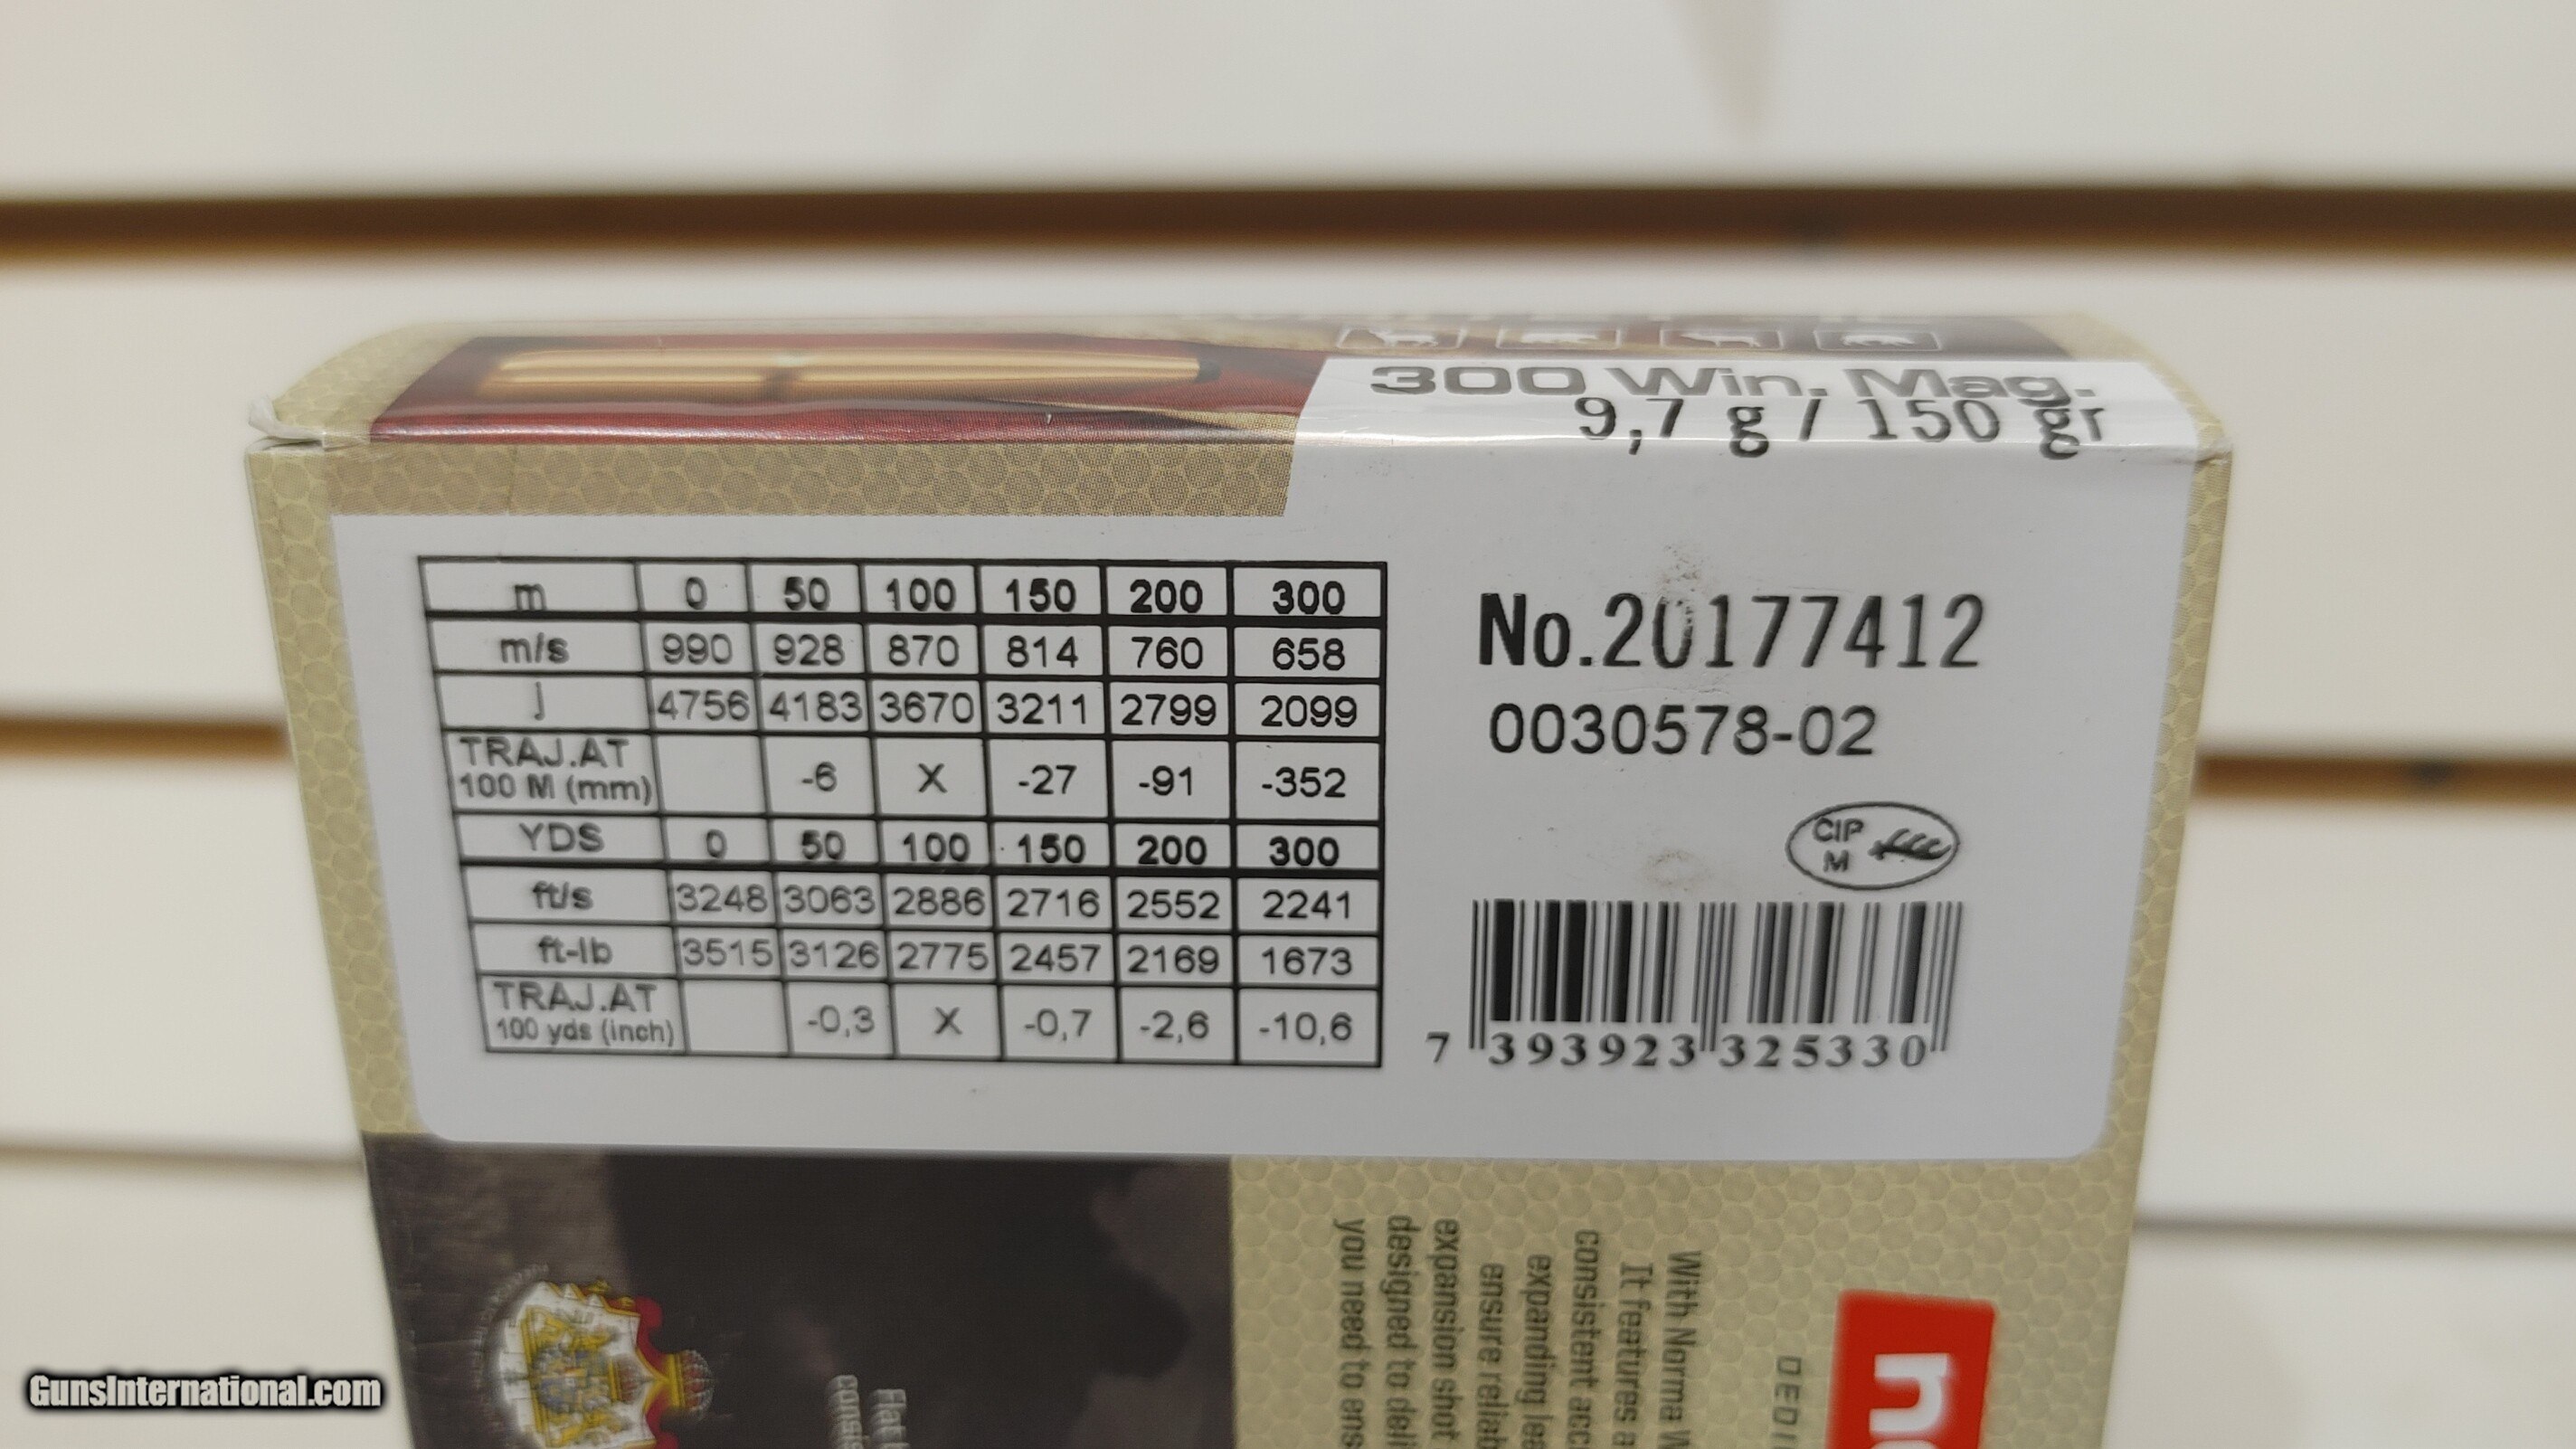 300 Win. Mag.
9,7 g / 150 gr
m 0 50 100 150 200 300
m/s 990 928 870 814 760 658
J 4756 4183 3670 3211 2799 2099
TRAJ.AT
100 M (mm) -6 X -27 -91 -352
YDS 0 50 100 150 200 300
ft/s 3248 3063 2886 2716 2552 2241
ft-lb 3515 3126 2775 2457 2169 1673
TRAJ.AT
100 yds (inch) -0,3 X -0,7 -2,6 -10,6
No.20177412
0030578-02
CIP
M
7 393923 325330
With Norma W
It features a
consistent acc
expanding lea
ensure reliab
expansion shot
designed to deli
you need to ens
GunsInternational.com